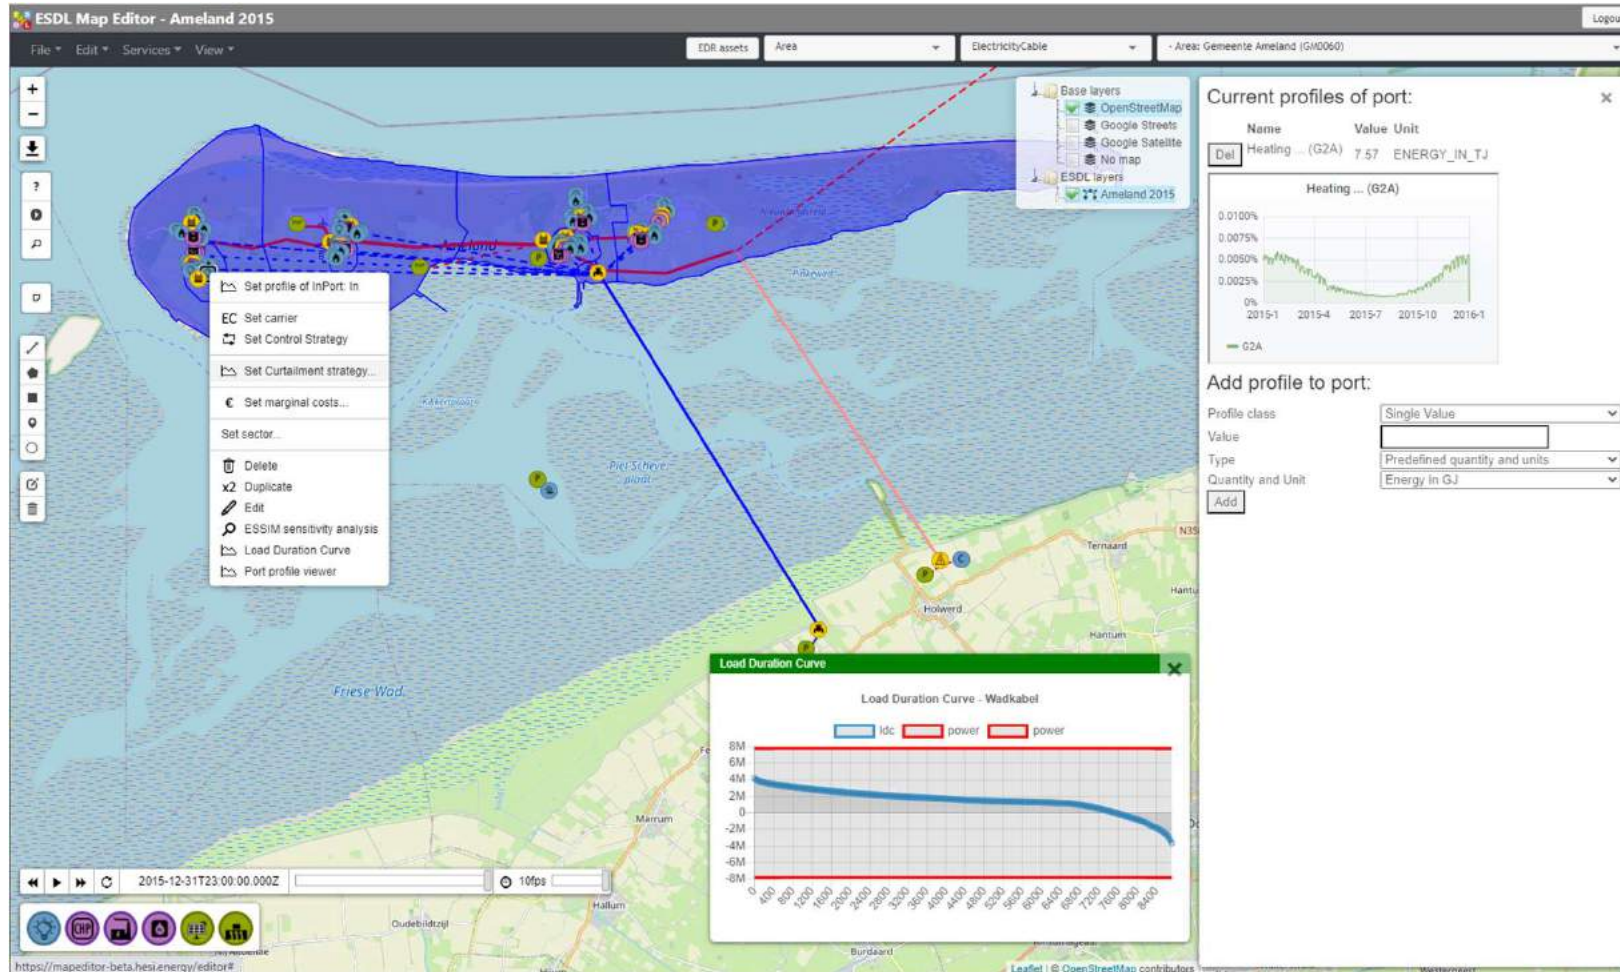 ESDL Map Editor - Ameland 2015
Logou
File Edit Services View
EDR assets
Area
ElectricityCable
- Area: Gemeente Ameland (GM0060)
Base layers
OpenStreetMap
Google Streets
Google Satellite
No map
ESDL layers
Ameland 2015
Current profiles of port:
Name Value Unit
Del Heating ... (G2A) 7.57 ENERGY_IN_TJ
Heating ... (G2A)
0.0100%
0.0075%
0.0050%
0.0025%
0%
2015-1 2015-4 2015-7 2015-10 2016-1
G2A
Add profile to port:
Profile class Single Value
Value
Type Predefined quantity and units
Quantity and Unit Energy in GJ
Add
Ameland
Pinkewad
Set profile of InPort: In
EC Set carrier
Set Control Strategy
Set Curtailment strategy...
€ Set marginal costs...
Set sector...
Delete
x2 Duplicate
Edit
ESSIM sensitivity analysis
Load Duration Curve
Port profile viewer
Kikkertplaat
Piet Scheve
plaat
N35
Ternaard
Hantu
Holwerd
Hantum
Friese Wad
Marrum
Load Duration Curve
Load Duration Curve - Wadkabel
ldc power power
8M
6M
4M
2M
0
-2M
-4M
-6M
-8M
0 400 800 1200 1600 2000 2400 2800 3200 3600 4000 4400 4800 5200 5600 6000 6400 6800 7200 7600 8000 8400
2015-12-31T23:00:00.000Z
10fps
CHP
Hallum
Oudebildtzijl
Burdaard
https://mapeditor-beta.hesi.energy/editor#
Leaflet | © OpenStreetMap contributors